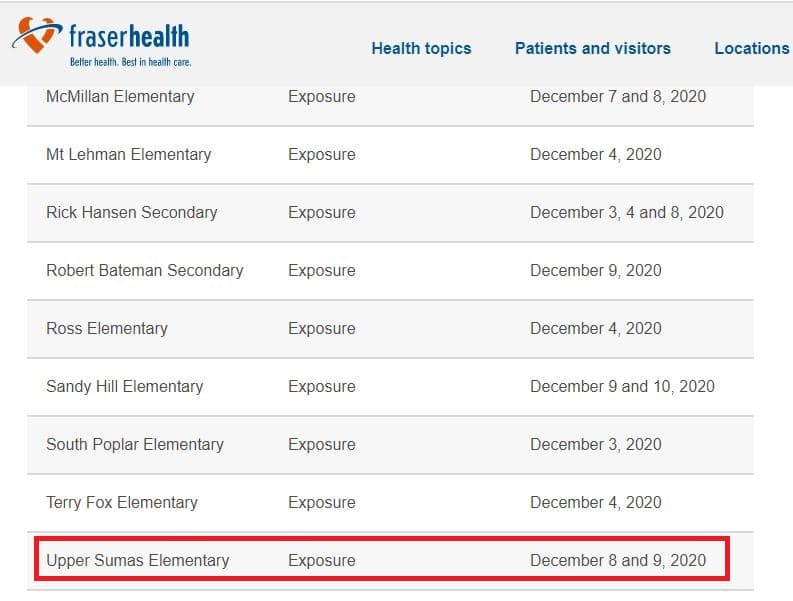 fraserhealth
Better health. Best in health care.
Health topics Patients and visitors Locations
McMillan Elementary Exposure December 7 and 8, 2020
Mt Lehman Elementary Exposure December 4, 2020
Rick Hansen Secondary Exposure December 3, 4 and 8, 2020
Robert Bateman Secondary Exposure December 9, 2020
Ross Elementary Exposure December 4, 2020
Sandy Hill Elementary Exposure December 9 and 10, 2020
South Poplar Elementary Exposure December 3, 2020
Terry Fox Elementary Exposure December 4, 2020
Upper Sumas Elementary Exposure December 8 and 9, 2020